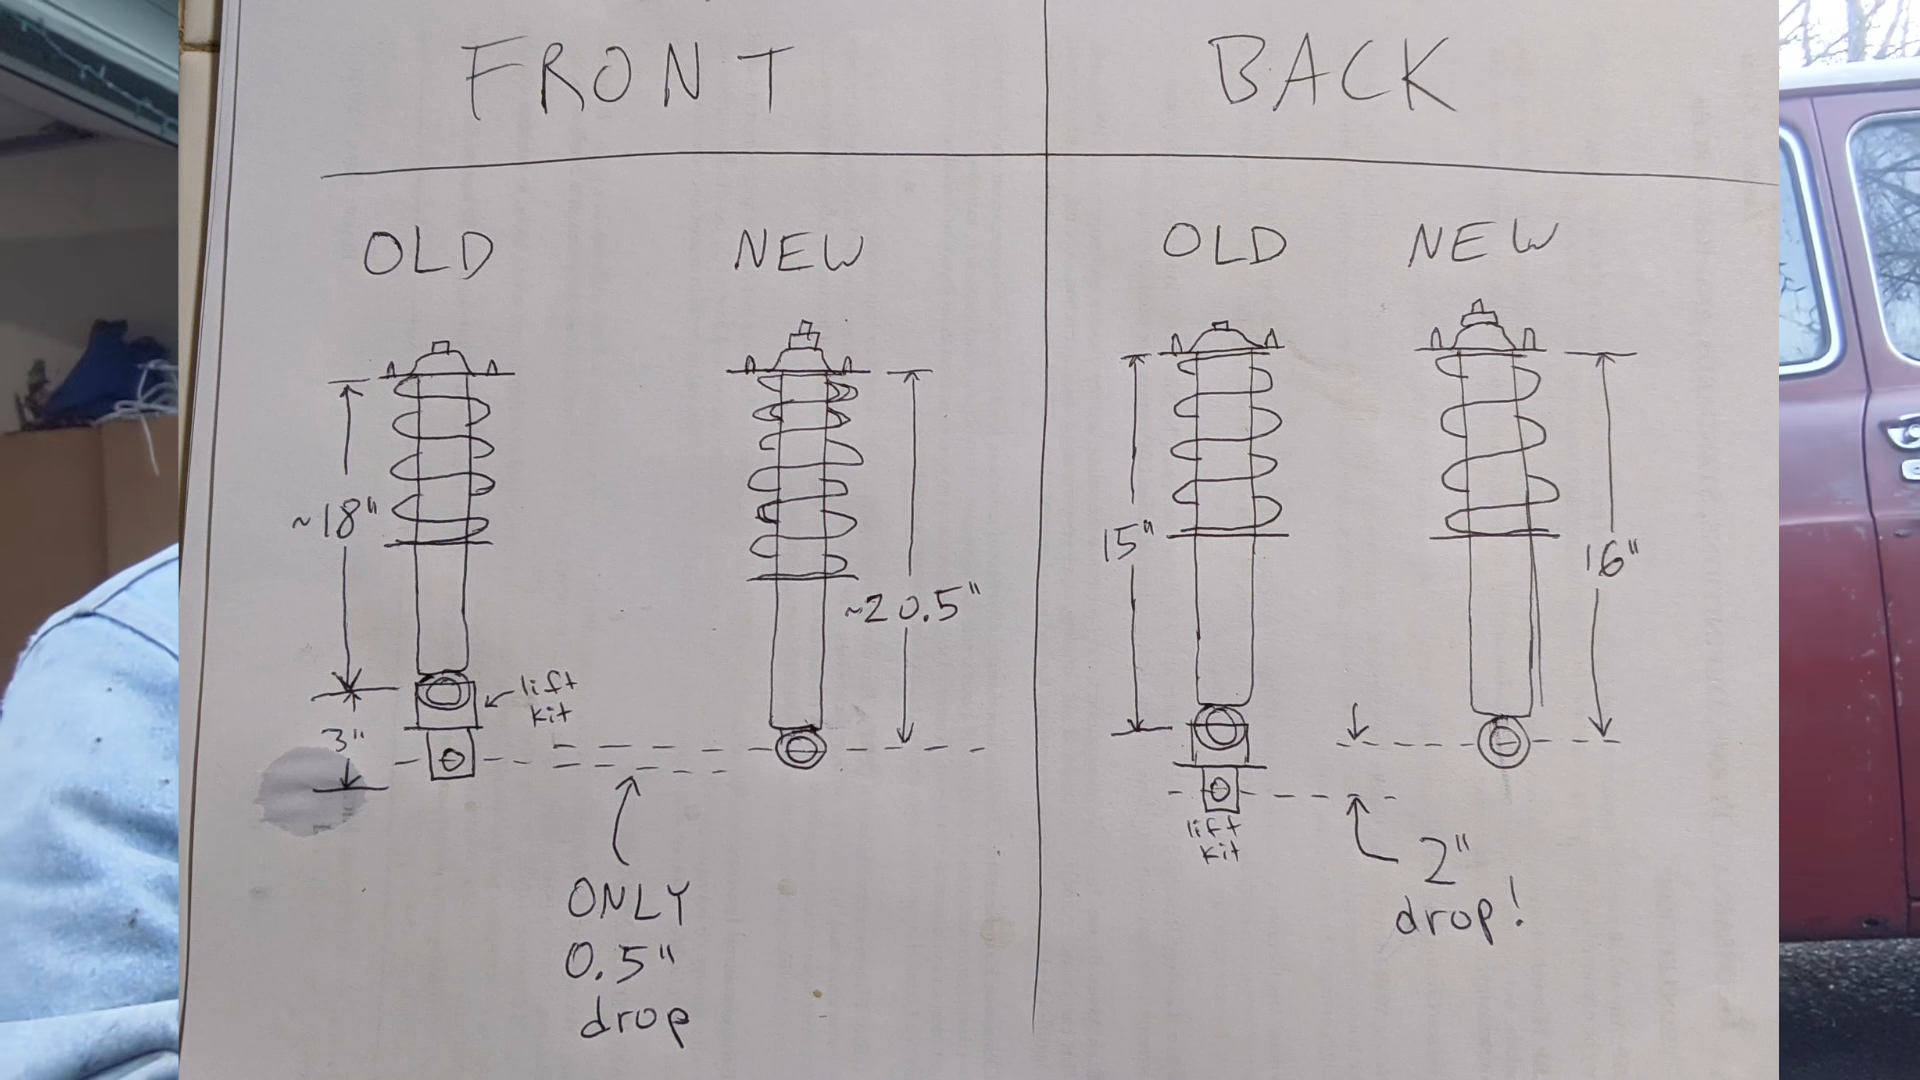 FRONT
BACK
OLD
NEW
OLD
NEW
~18"
3"
lift
kit
~20.5"
ONLY
0.5"
drop
15"
lift
kit
16"
2"
drop!